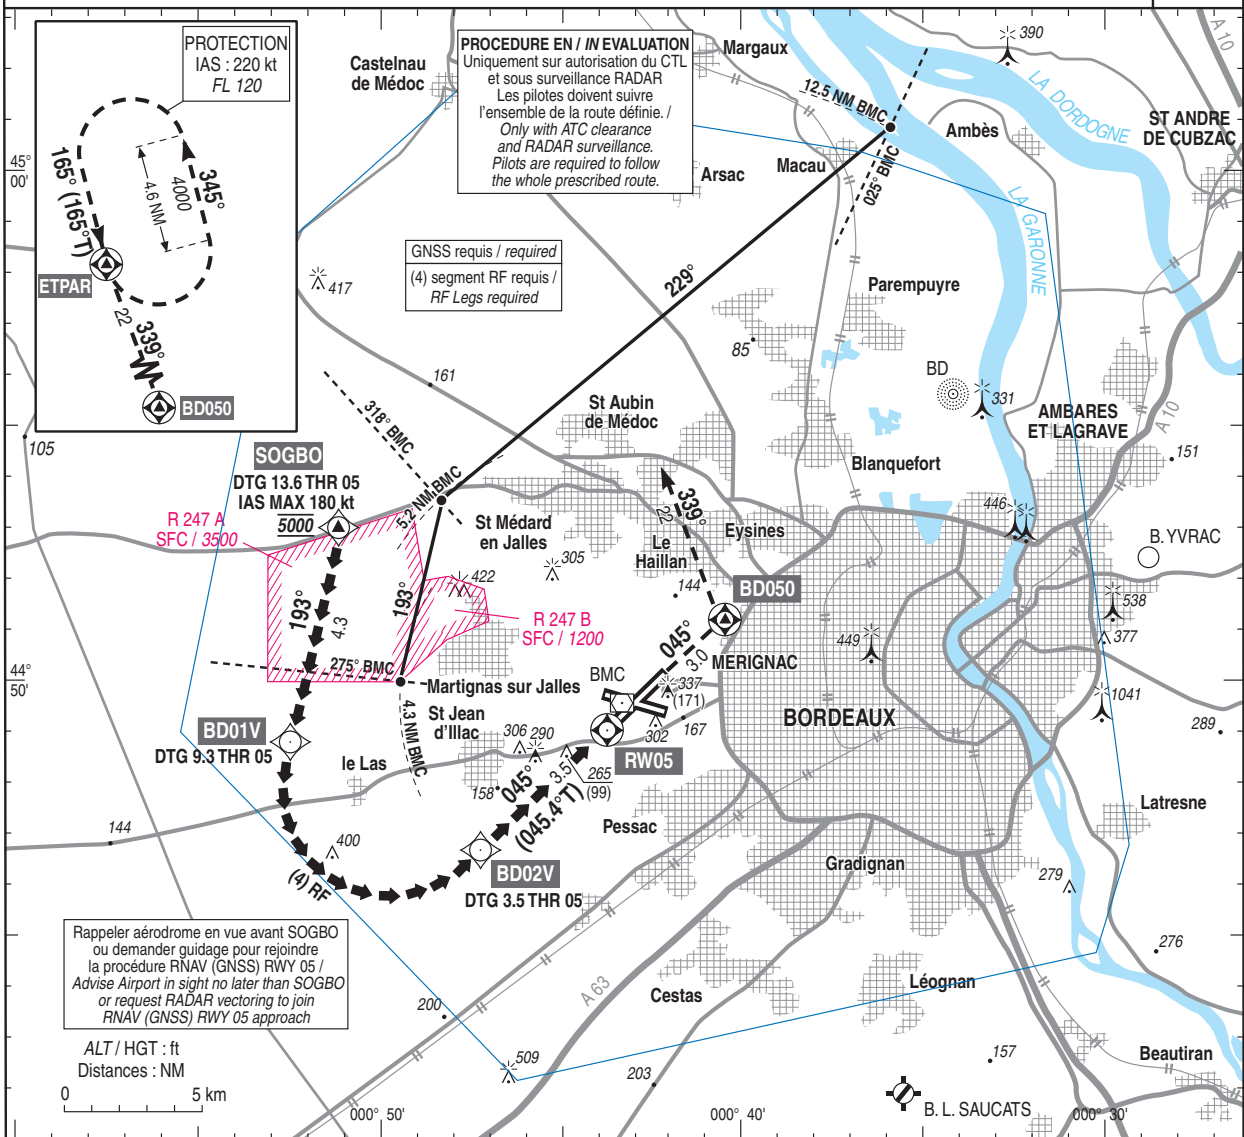 PROTECTION
IAS : 220 kt
FL 120
165° (165°T)
4.6 NM
4000
345°
ETPAR
22
339°
BD050
45°
00'
Castelnau
de Médoc
PROCEDURE EN / IN EVALUATION
Uniquement sur autorisation du CTL
et sous surveillance RADAR
Les pilotes doivent suivre
l'ensemble de la route définie. /
Only with ATC clearance
and RADAR surveillance.
Pilots are required to follow
the whole prescribed route.
Margaux
12.5 NM BMC
025° BMC
390
A 10
LA DORDOGNE
ST ANDRE
DE CUBZAC
Ambès
Macau
Arsac
LA GARONNE
GNSS requis / required
(4) segment RF requis /
RF Legs required
417
229°
Parempuyre
85
161
BD
331
AMBARES
ET LAGRAVE
A 10
151
105
318° BMC
St Aubin
de Médoc
Blanquefort
SOGBO
DTG 13.6 THR 05
IAS MAX 180 kt
5000
5.2 NM BMC
R 247 A
SFC / 3500
St Médard
en Jalles
339°
22
Eysines
446
B. YVRAC
Le
Haillan
305
422
144
193°
4.3
193°
R 247 B
SFC / 1200
BD050
538
377
449
045°
3.0
MERIGNAC
44°
50'
275° BMC
Martignas sur Jalles
BMC
337
(171)
1041
BORDEAUX
289
St Jean
d'Illac
4.3 NM BMC
306
290
302
167
BD01V
DTG 9.3 THR 05
RW05
le Las
158
045°
(045.4°T)
3.5
265
(99)
Latresne
144
400
Pessac
(4) RF
BD02V
DTG 3.5 THR 05
Gradignan
279
Rappeler aérodrome en vue avant SOGBO
ou demander guidage pour rejoindre
la procédure RNAV (GNSS) RWY 05 /
Advise Airport in sight no later than SOGBO
or request RADAR vectoring to join
RNAV (GNSS) RWY 05 approach
276
A 63
Léognan
Cestas
200
ALT / HGT : ft
Distances : NM
0
5 km
509
203
157
Beautiran
B. L. SAUCATS
000° 50'
000° 40'
000° 30'